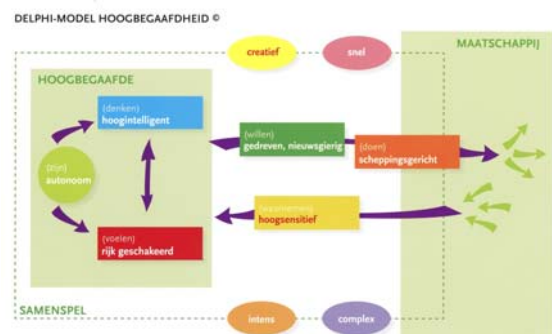 DELPHI-MODEL HOOGBEGAAFDHEID ©
creatief
snel
MAATSCHAPPIJ
HOOGBEGAAFDE
(denken)
hoogintelligent
(willen)
gedreven, nieuwsgierig
(doen)
scheppingsgericht
(zijn)
autonoom
(waarnemen)
hoogsensitief
(voelen)
rijk geschakeerd
SAMENSPEL
intens
complex